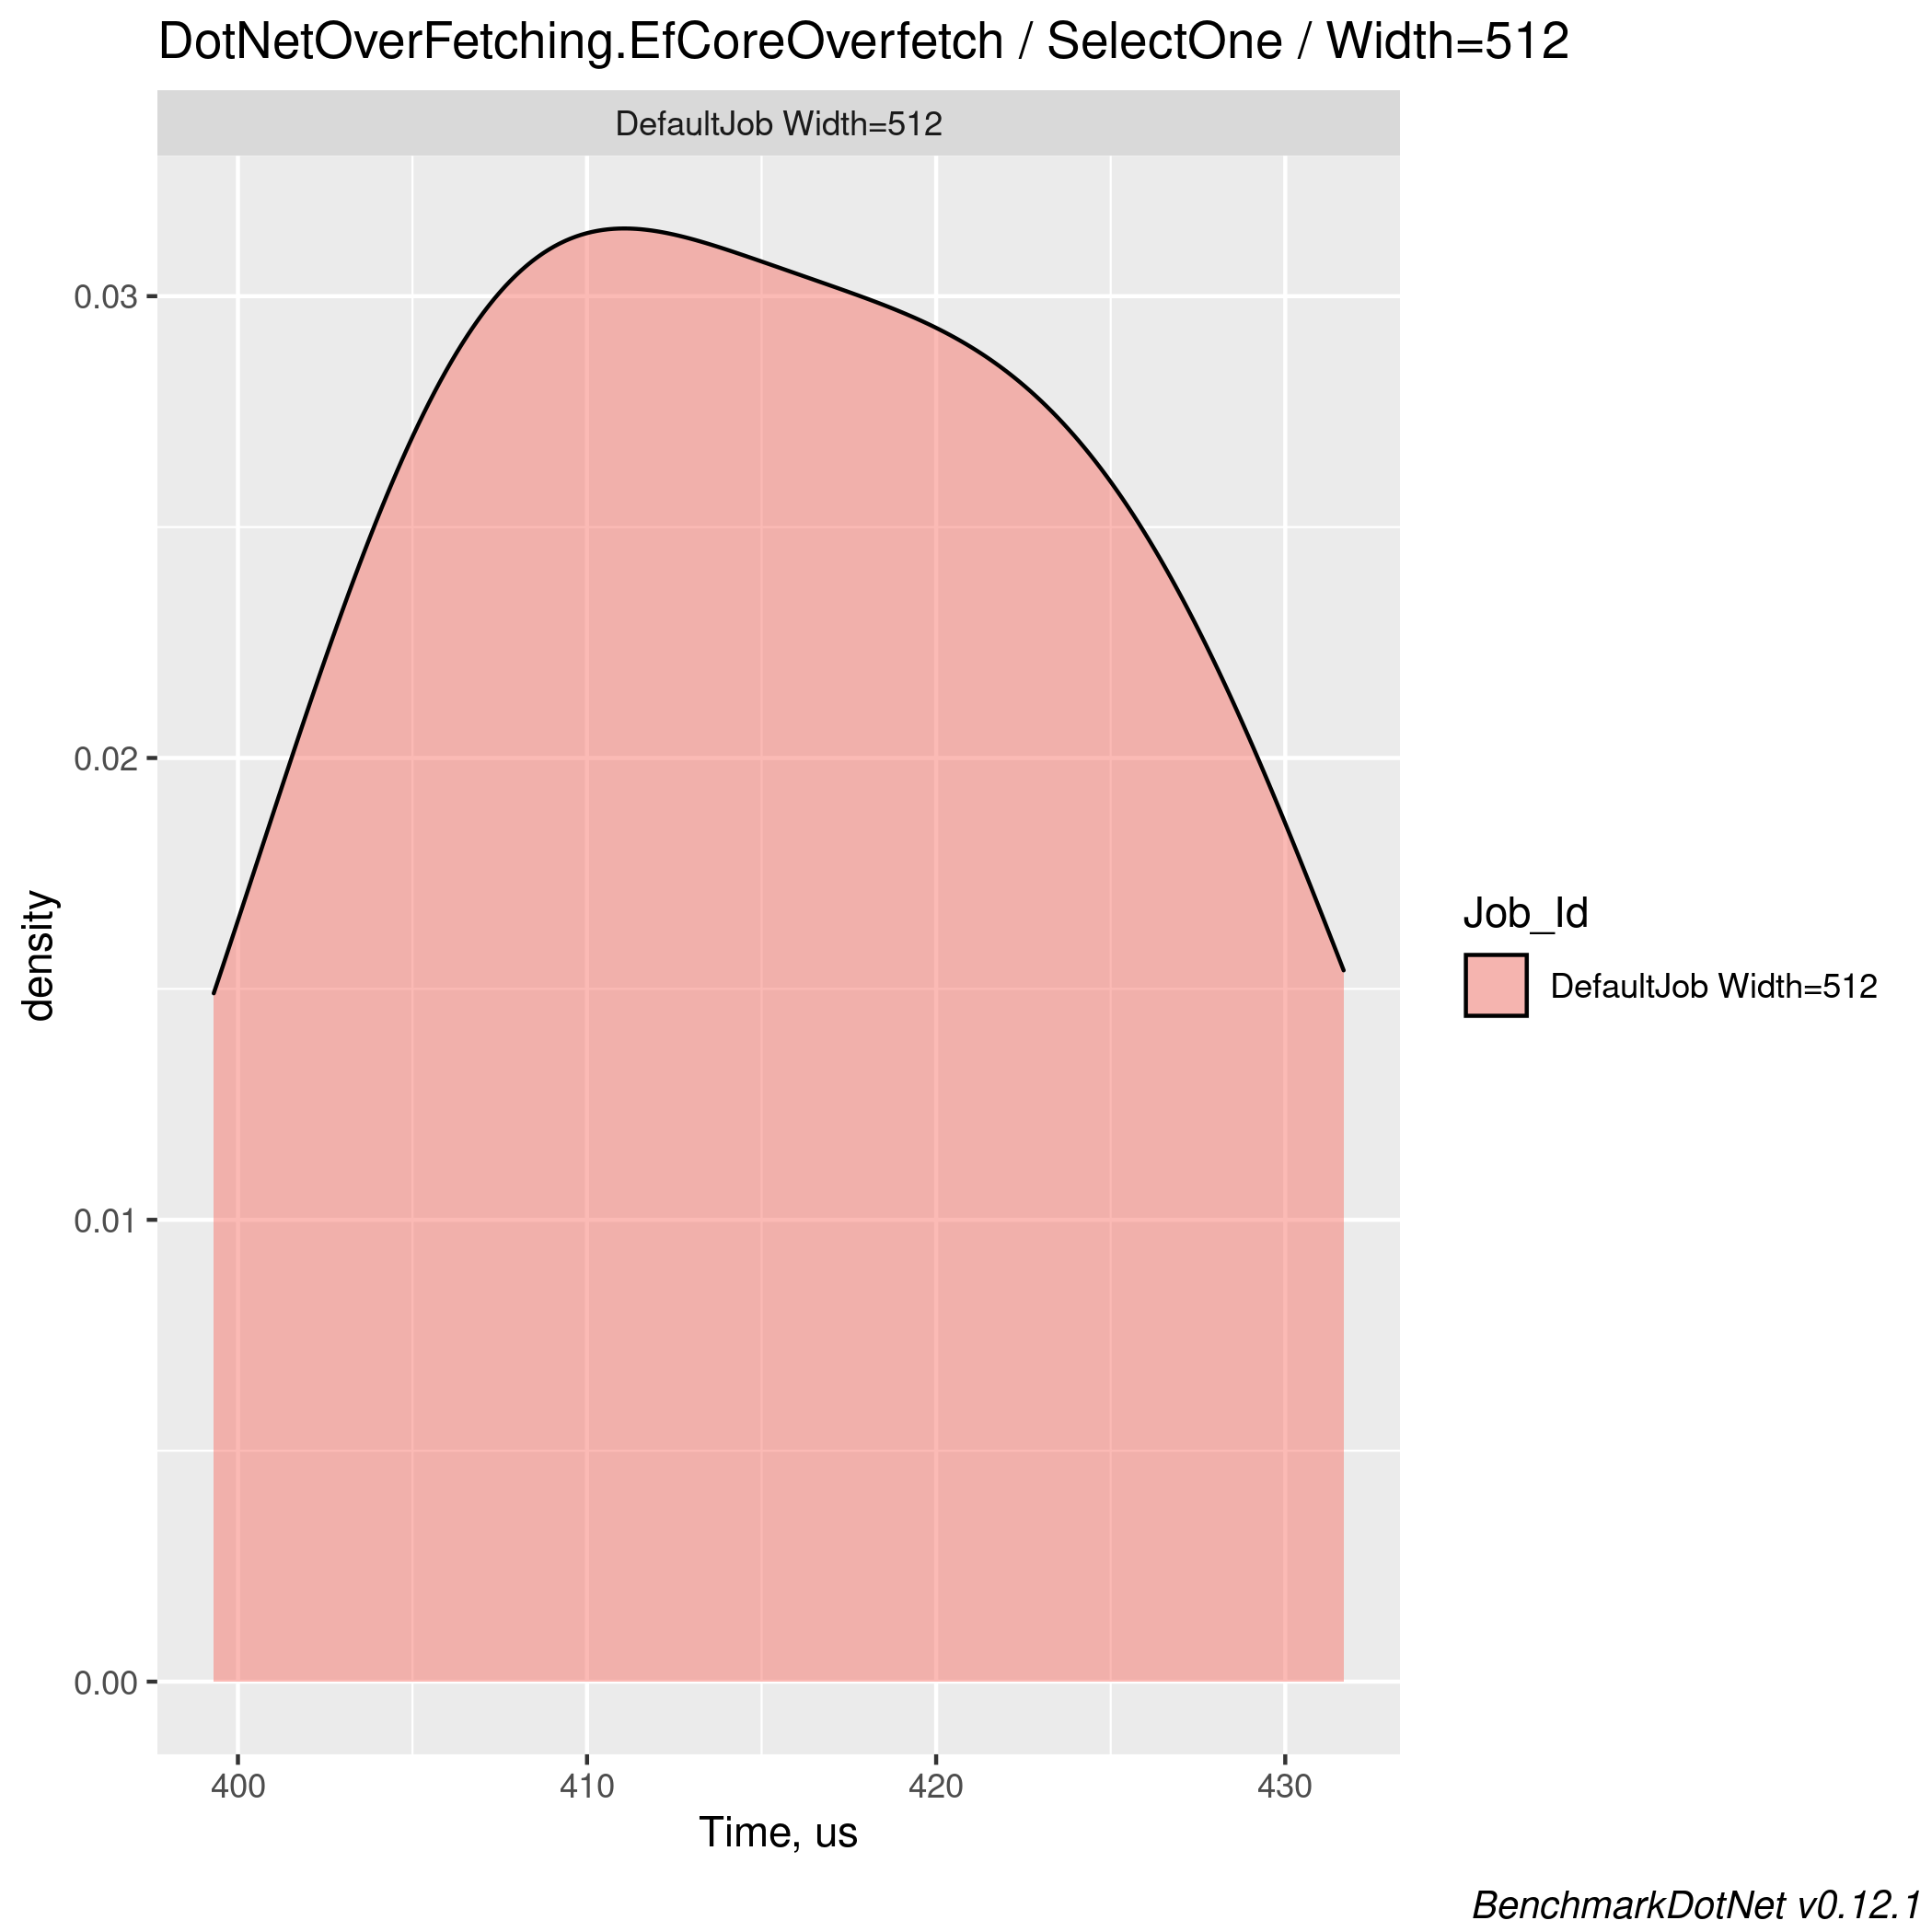 DotNetOverFetching.EfCoreOverfetch / SelectOne / Width=512
DefaultJob Width=512
0.03
0.02
0.01
0.00
density
400 410 420 430
Time, us
Job_Id
DefaultJob Width=512
BenchmarkDotNet v0.12.1